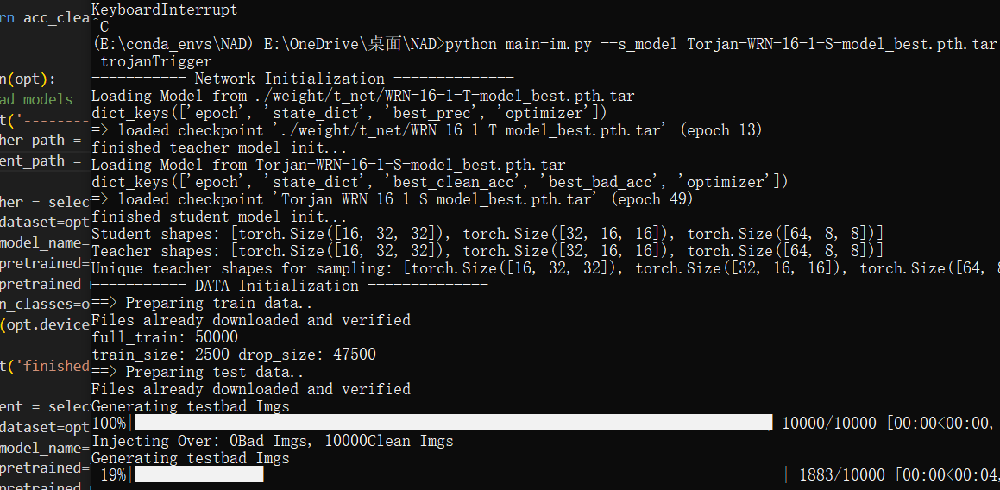 KeyboardInterrupt
rn acc_clea
^C
(E:\conda_envs\NAD) E:\OneDrive\桌面\NAD>python main-im.py --s_model Torjan-WRN-16-1-S-model_best.pth.tar
trojanTrigger
n(opt):
----------- Network Initialization --------------
ad models
Loading Model from ./weight/t_net/WRN-16-1-T-model_best.pth.tar
t('--------
dict_keys(['epoch', 'state_dict', 'best_prec', 'optimizer'])
her_path =
=> loaded checkpoint './weight/t_net/WRN-16-1-T-model_best.pth.tar' (epoch 13)
finished teacher model init...
ent_path =
Loading Model from Torjan-WRN-16-1-S-model_best.pth.tar
dict_keys(['epoch', 'state_dict', 'best_clean_acc', 'best_bad_acc', 'optimizer'])
her = selec
=> loaded checkpoint 'Torjan-WRN-16-1-S-model_best.pth.tar' (epoch 49)
dataset=opt
finished student model init...
Student shapes: [torch.Size([16, 32, 32]), torch.Size([32, 16, 16]), torch.Size([64, 8, 8])]
model_name=
Teacher shapes: [torch.Size([16, 32, 32]), torch.Size([32, 16, 16]), torch.Size([64, 8, 8])]
pretrained=
Unique teacher shapes for sampling: [torch.Size([16, 32, 32]), torch.Size([32, 16, 16]), torch.Size([64, 8
pretrained_
----------- DATA Initialization --------------
n_classes=o
==> Preparing train data..
(opt.device
Files already downloaded and verified
full_train: 50000
train_size: 2500 drop_size: 47500
t('finished
==> Preparing test data..
Files already downloaded and verified
ent = selec
Generating testbad Imgs
dataset=opt
100%| 10000/10000 [00:00<00:00,
model_name=
Injecting Over: 0Bad Imgs, 10000Clean Imgs
Generating testbad Imgs
pretrained=
19%| | 1883/10000 [00:00<00:04,
pretrained_